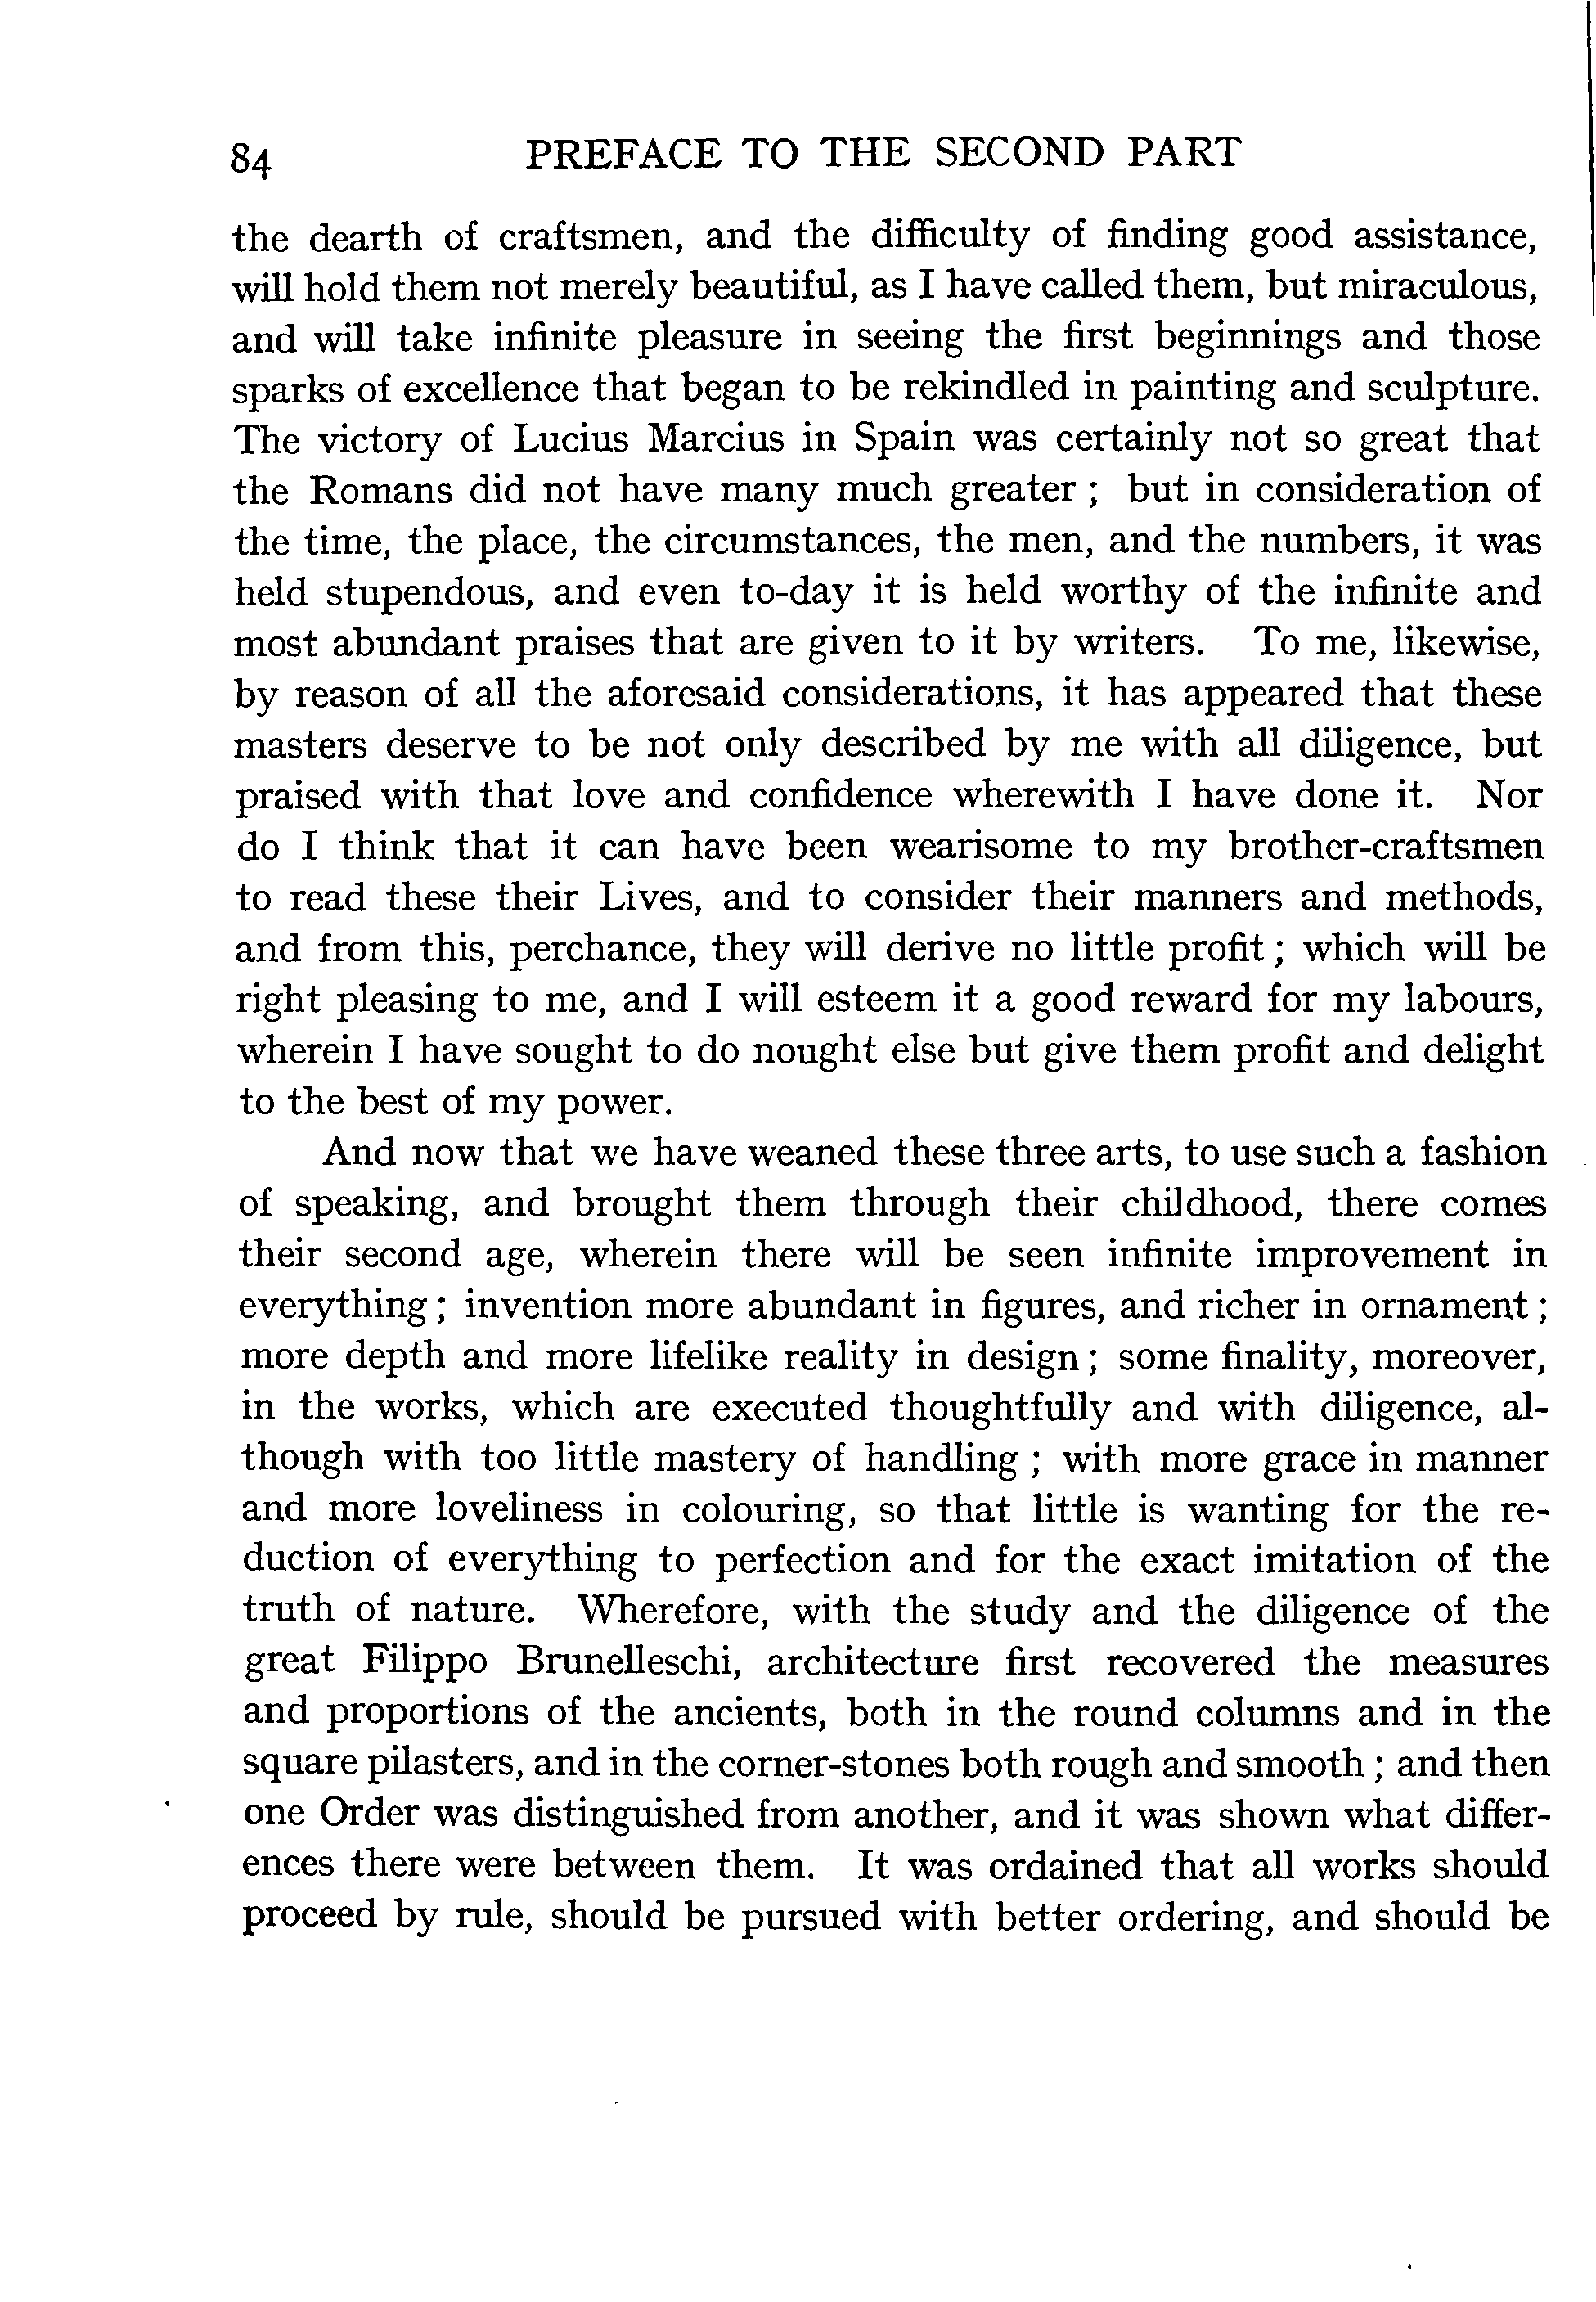 84 PREFACE TO THE SECOND PART
the dearth of craftsmen, and the difficulty of finding good assistance,
will hold them not merely beautiful, as I have called them, but miraculous,
and will take infinite pleasure in seeing the first beginnings and those
sparks of excellence that began to be rekindled in painting and sculpture.
The victory of Lucius Marcius in Spain was certainly not so great that
the Romans did not have many much greater ; but in consideration of
the time, the place, the circumstances, the men, and the numbers, it was
held stupendous, and even to-day it is held worthy of the infinite and
most abundant praises that are given to it by writers. To me, likewise,
by reason of all the aforesaid considerations, it has appeared that these
masters deserve to be not only described by me with all diligence, but
praised with that love and confidence wherewith I have done it. Nor
do I think that it can have been wearisome to my brother-craftsmen
to read these their Lives, and to consider their manners and methods,
and from this, perchance, they will derive no little profit ; which will be
right pleasing to me, and I will esteem it a good reward for my labours,
wherein I have sought to do nought else but give them profit and delight
to the best of my power.
And now that we have weaned these three arts, to use such a fashion
of speaking, and brought them through their childhood, there comes
their second age, wherein there will be seen infinite improvement in
everything ; invention more abundant in figures, and richer in ornament ;
more depth and more lifelike reality in design ; some finality, moreover,
in the works, which are executed thoughtfully and with diligence, al-
though with too little mastery of handling ; with more grace in manner
and more loveliness in colouring, so that little is wanting for the re-
duction of everything to perfection and for the exact imitation of the
truth of nature. Wherefore, with the study and the diligence of the
great Filippo Brunelleschi, architecture first recovered the measures
and proportions of the ancients, both in the round columns and in the
square pilasters, and in the corner-stones both rough and smooth ; and then
one Order was distinguished from another, and it was shown what differ-
ences there were between them. It was ordained that all works should
proceed by rule, should be pursued with better ordering, and should be